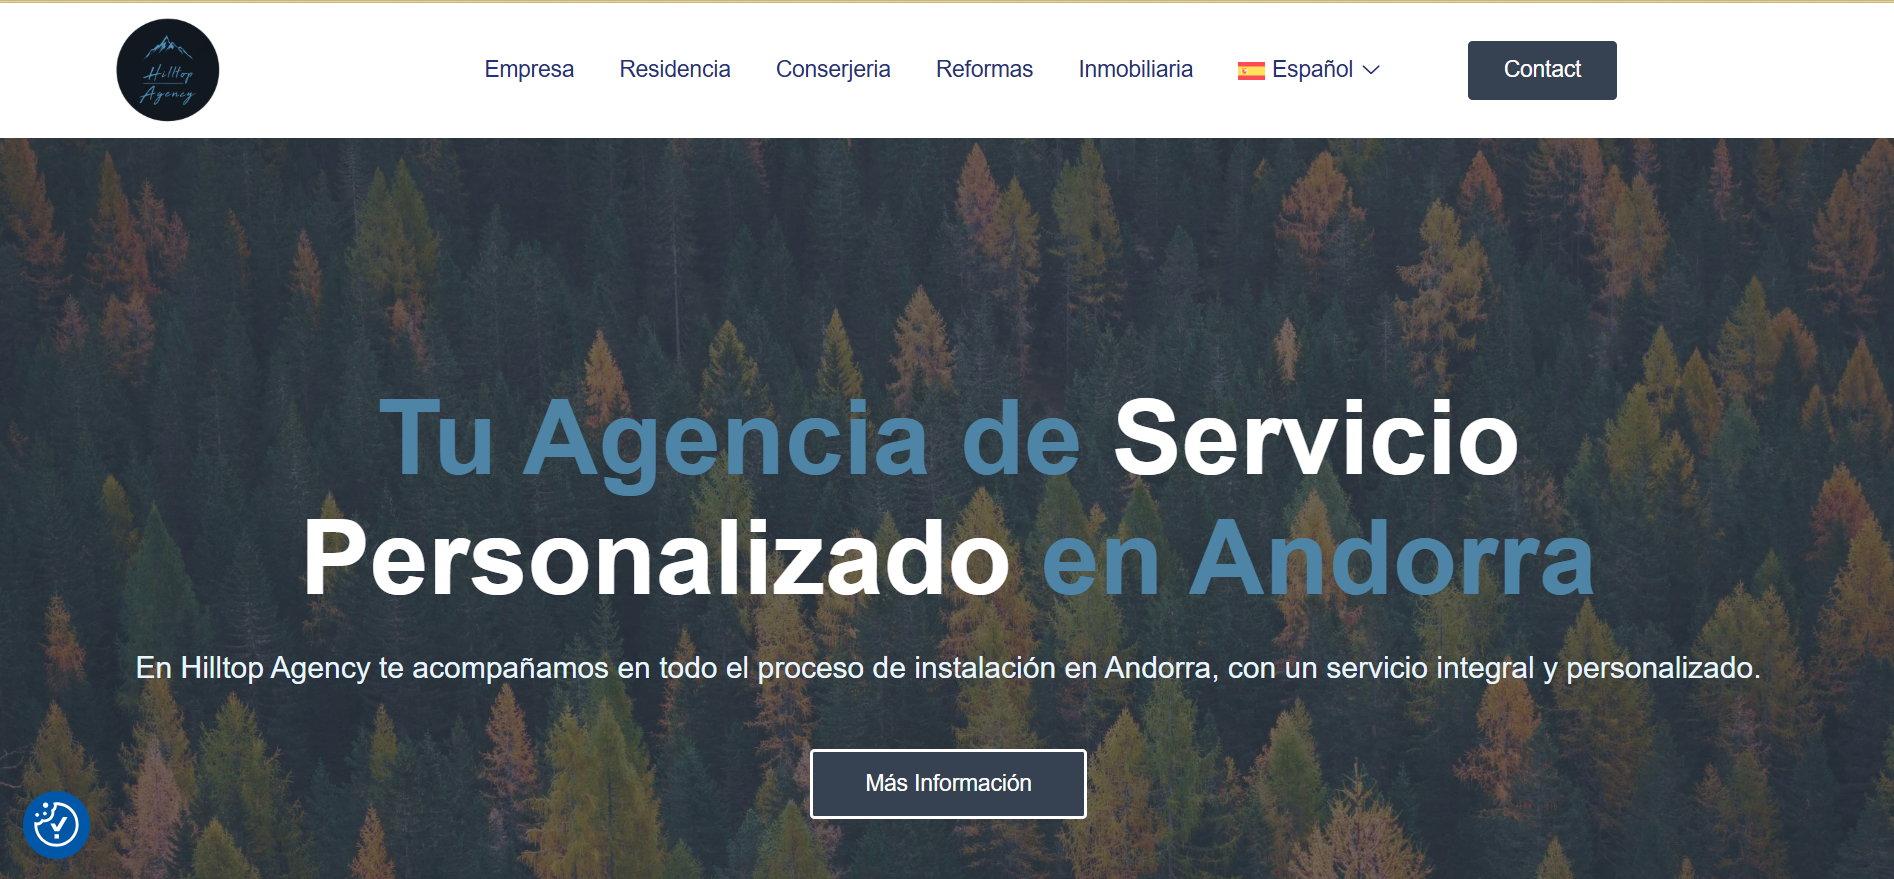 Hilltop
Agency
Empresa
Residencia
Conserjeria
Reformas
Inmobiliaria
Español
Contact
Tu Agencia de Servicio
Personalizado en Andorra
En Hilltop Agency te acompañamos en todo el proceso de instalación en Andorra, con un servicio integral y personalizado.
Más Información